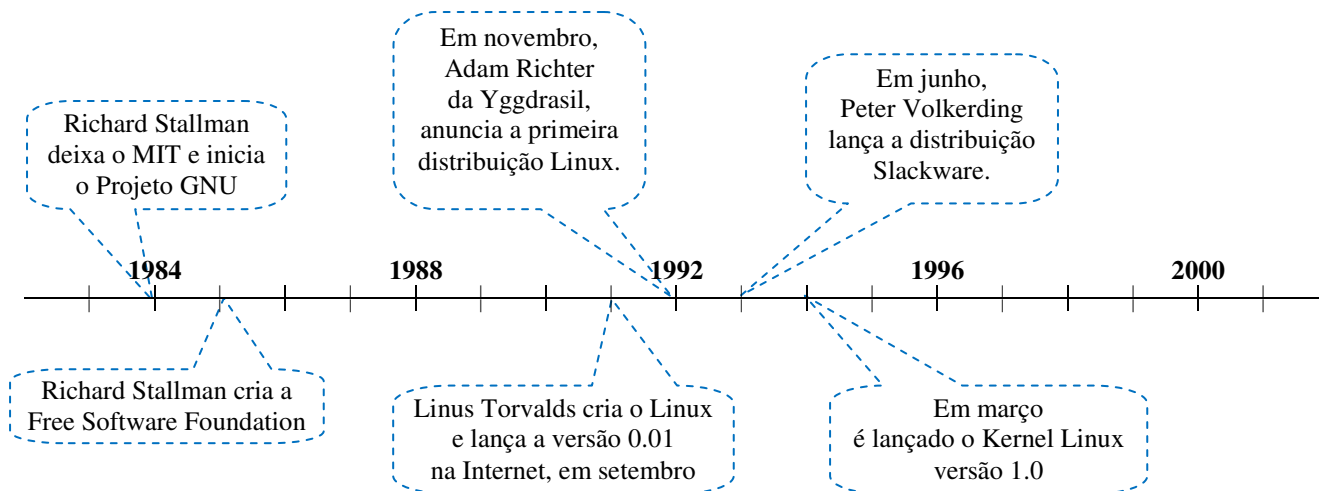 Em novembro,
Adam Richter
da Yggdrasil,
anuncia a primeira
distribuição Linux.
Em junho,
Peter Volkerding
lança a distribuição
Slackware.
Richard Stallman
deixa o MIT e inicia
o Projeto GNU
1984
1988
1992
1996
2000
Richard Stallman cria a
Free Software Foundation
Linus Torvalds cria o Linux
e lança a versão 0.01
na Internet, em setembro
Em março
é lançado o Kernel Linux
versão 1.0